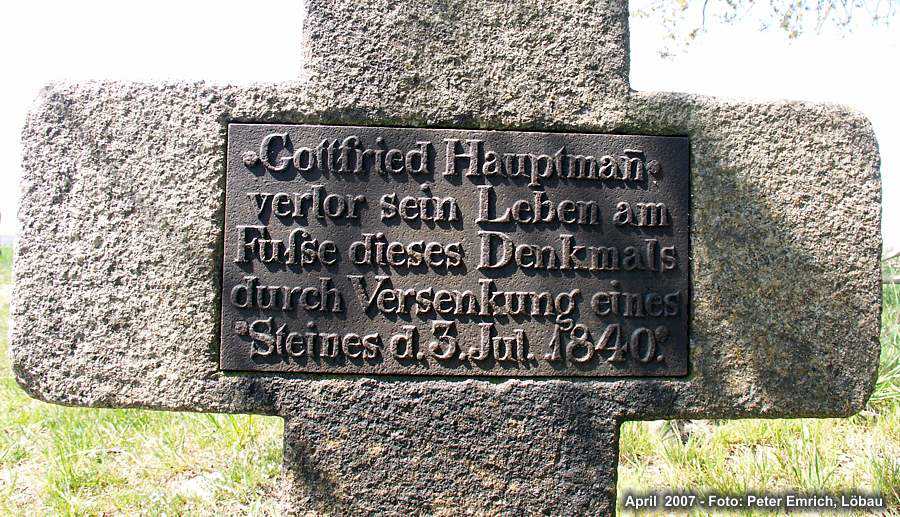 Gottfried Hauptman̄
verlor sein Leben am
Fuſse dieses Denkmals
durch Versenkung eines
Steines d. 3. Jul. 1840.
April 2007 - Foto: Peter Emrich, Löbau